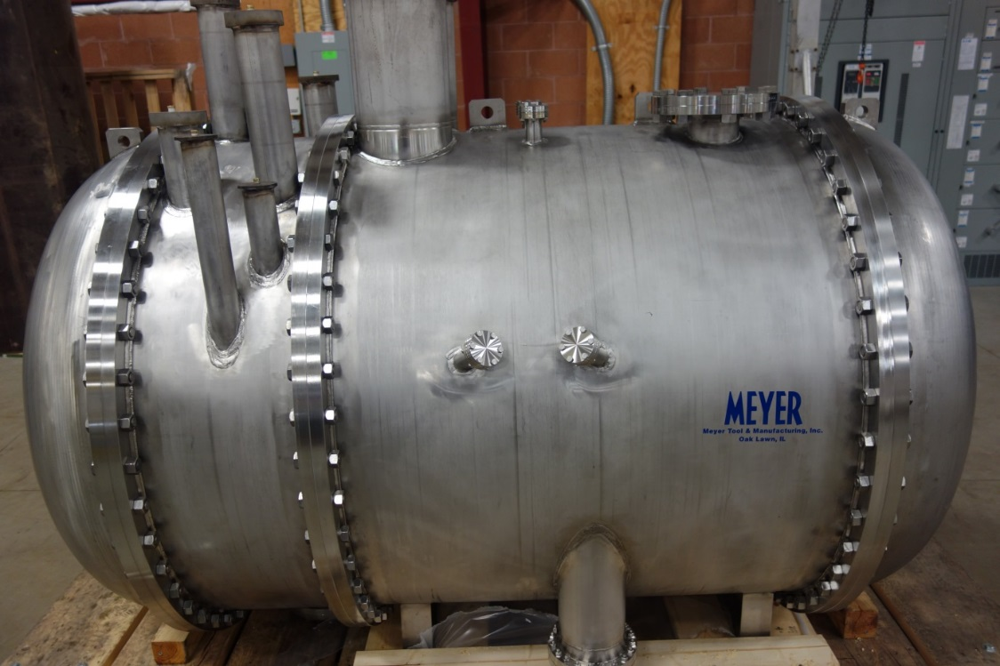 MEYER
Meyer Tool & Manufacturing, Inc.
Oak Lawn, IL